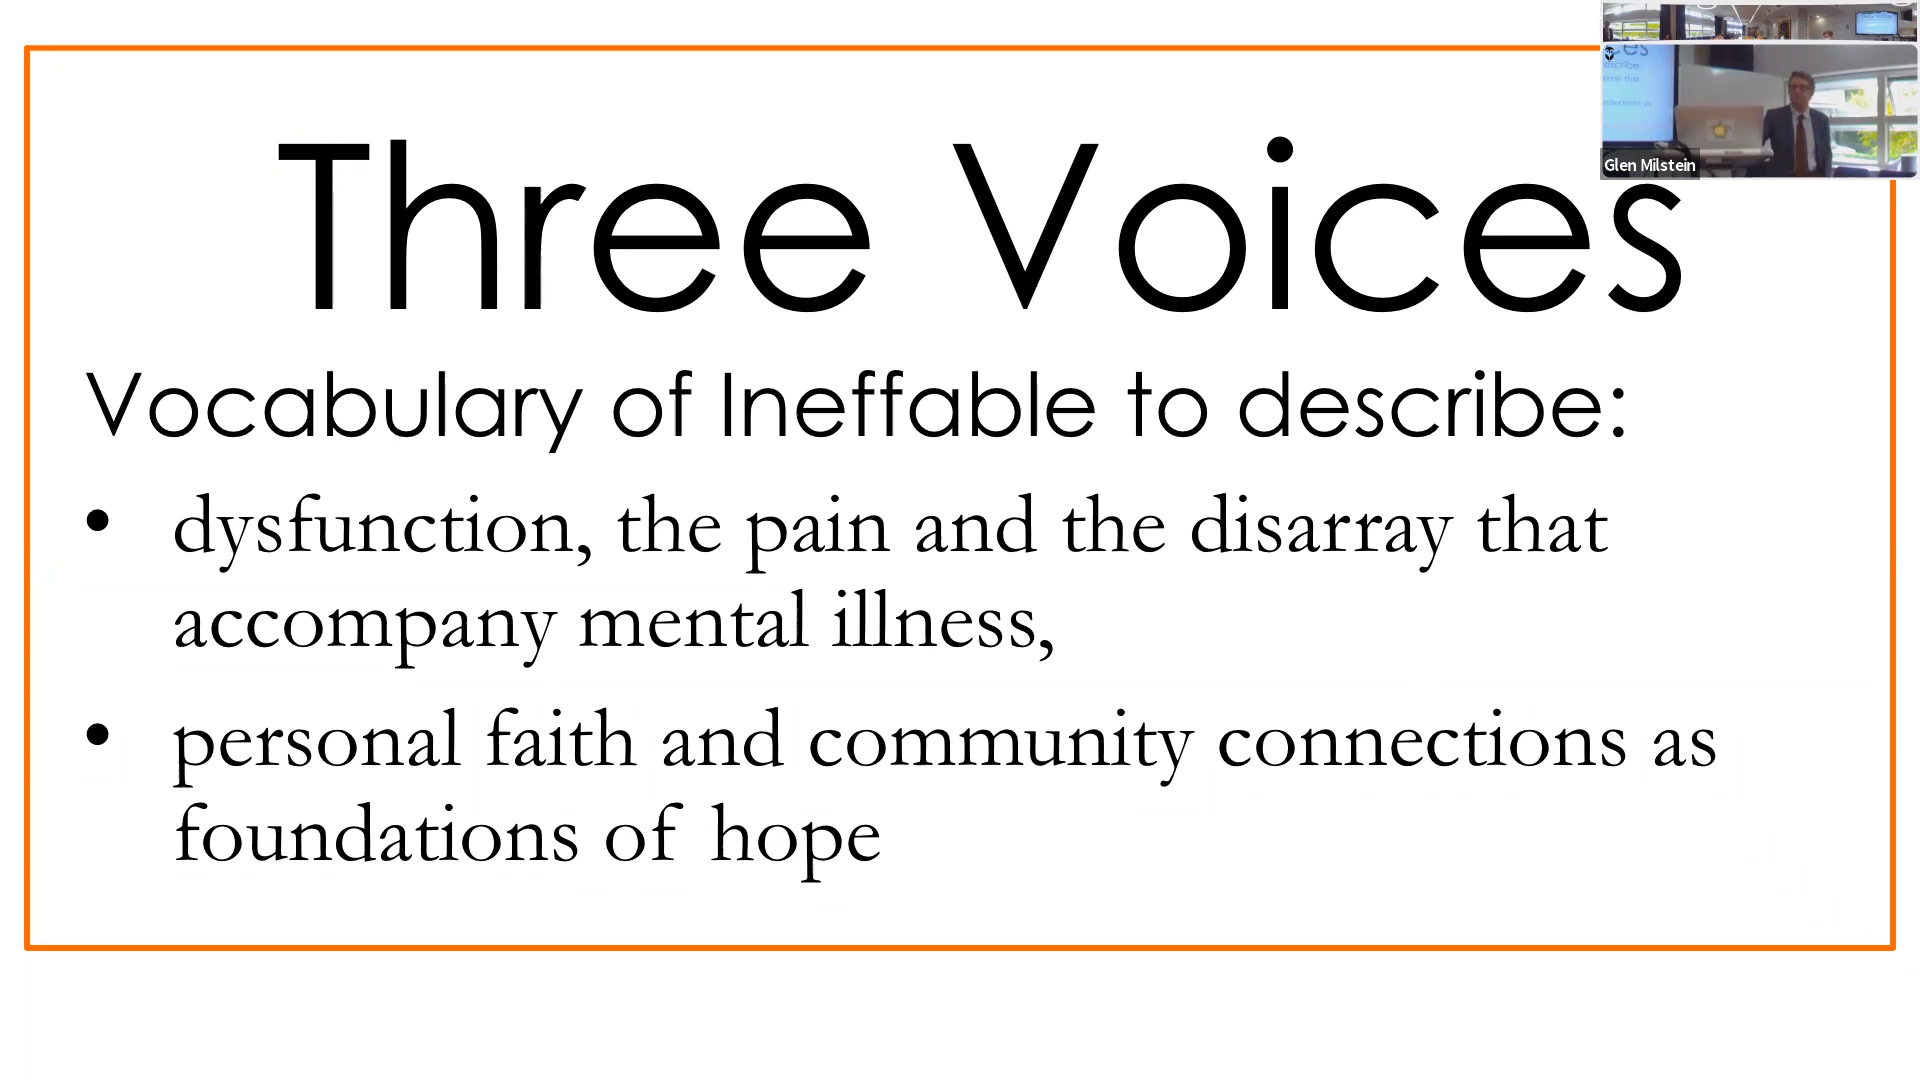 Three Voices
Vocabulary of Ineffable to describe:
• dysfunction, the pain and the disarray that
accompany mental illness,
• personal faith and community connections as
foundations of hope
Glen Milstein